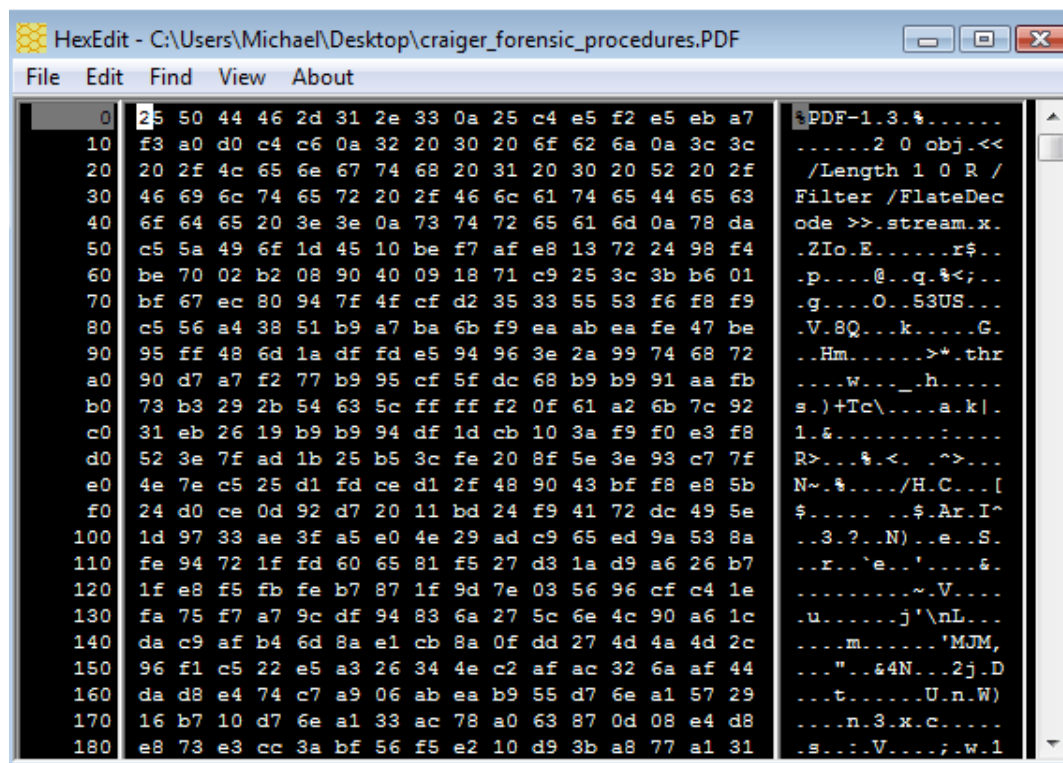 HexEdit - C:\Users\Michael\Desktop\craiger_forensic_procedures.PDF
File Edit Find View About
0 25 50 44 46 2d 31 2e 33 0a 25 c4 e5 f2 e5 eb a7 %PDF-1.3.%......
10 f3 a0 d0 c4 c6 0a 32 20 30 20 6f 62 6a 0a 3c 3c ......2 0 obj.<<
20 20 2f 4c 65 6e 67 74 68 20 31 20 30 20 52 20 2f /Length 1 0 R /
30 46 69 6c 74 65 72 20 2f 46 6c 61 74 65 44 65 63 Filter /FlateDec
40 6f 64 65 20 3e 3e 0a 73 74 72 65 61 6d 0a 78 da ode >>.stream.x.
50 c5 5a 49 6f 1d 45 10 be f7 af e8 13 72 24 98 f4 .ZIo.E......r$..
60 be 70 02 b2 08 90 40 09 18 71 c9 25 3c 3b b6 01 .p....@..q.%<;..
70 bf 67 ec 80 94 7f 4f cf d2 35 33 55 53 f6 f8 f9 .g....O..53US...
80 c5 56 a4 38 51 b9 a7 ba 6b f9 ea ab ea fe 47 be .V.8Q...k.....G.
90 95 ff 48 6d 1a df fd e5 94 96 3e 2a 99 74 68 72 ..Hm......>*.thr
a0 90 d7 a7 f2 77 b9 95 cf 5f dc 68 b9 b9 91 aa fb ....w..._.h.....
b0 73 b3 29 2b 54 63 5c ff ff f2 0f 61 a2 6b 7c 92 s.)+Tc\....a.k|.
c0 31 eb 26 19 b9 b9 94 df 1d cb 10 3a f9 f0 e3 f8 1.&........:....
d0 52 3e 7f ad 1b 25 b5 3c fe 20 8f 5e 3e 93 c7 7f R>...%.<. .^>...
e0 4e 7e c5 25 d1 fd ce d1 2f 48 90 43 bf f8 e8 5b N~.%..../H.C...[
f0 24 d0 ce 0d 92 d7 20 11 bd 24 f9 41 72 dc 49 5e $..... ..$.Ar.I^
100 1d 97 33 ae 3f a5 e0 4e 29 ad c9 65 ed 9a 53 8a ..3.?..N)..e..S.
110 fe 94 72 1f fd 60 65 81 f5 27 d3 1a d9 a6 26 b7 ..r..`e..'....&.
120 1f e8 f5 fb fe b7 87 1f 9d 7e 03 56 96 cf c4 1e .........~.V....
130 fa 75 f7 a7 9c df 94 83 6a 27 5c 6e 4c 90 a6 1c .u......j'\nL...
140 da c9 af b4 6d 8a e1 cb 8a 0f dd 27 4d 4a 4d 2c ....m......'MJM,
150 96 f1 c5 22 e5 a3 26 34 4e c2 af ac 32 6a af 44 ..."..&4N...2j.D
160 da d8 e4 74 c7 a9 06 ab ea b9 55 d7 6e a1 57 29 ...t......U.n.W)
170 16 b7 10 d7 6e a1 33 ac 78 a0 63 87 0d 08 e4 d8 ....n.3.x.c.....
180 e8 73 e3 cc 3a bf 56 f5 e2 10 d9 3b a8 77 a1 31 .s..:.V....;.w.1